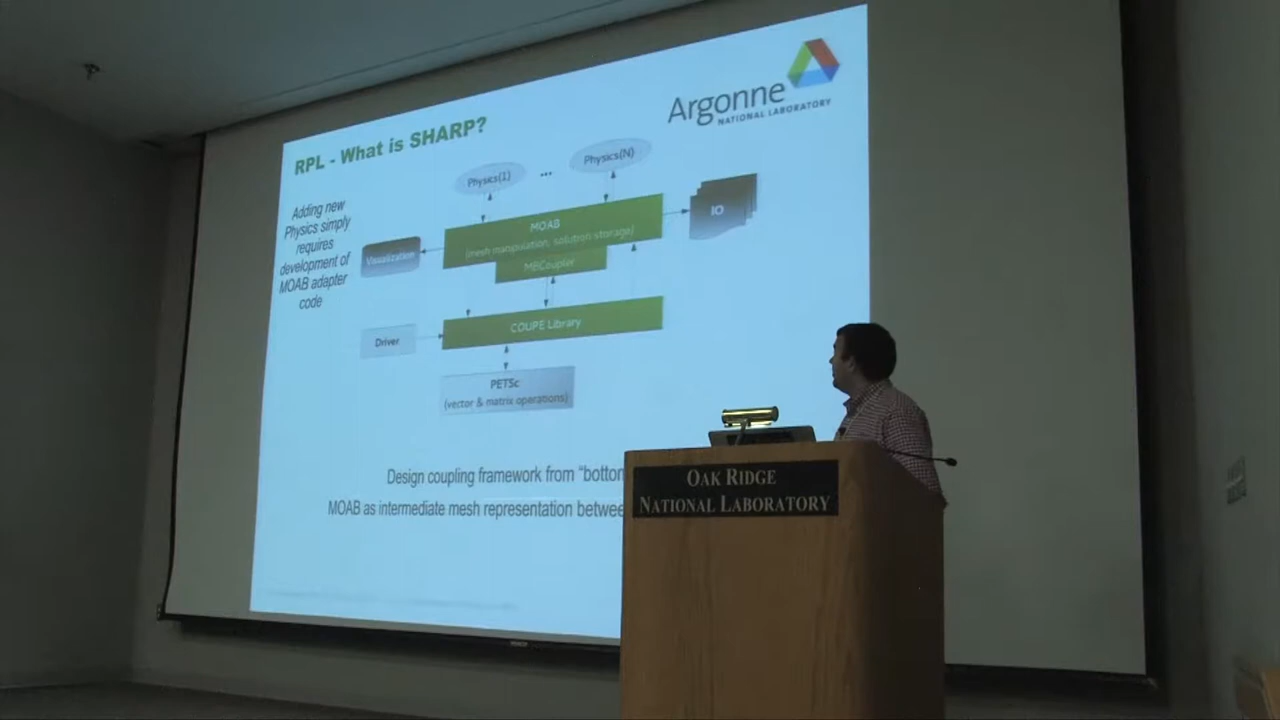 Argonne
NATIONAL LABORATORY
RPL - What is SHARP?
Adding new
Physics simply
requires
development of
MOAB adapter
code
Physics(1)
...
Physics(N)
MOAB
(mesh manipulation, solution storage)
MBCoupler
IO
Visualization
Driver
COUPE Library
PETSc
(vector & matrix operations)
Design coupling framework from "bottom
MOAB as intermediate mesh representation betwee
OAK RIDGE
NATIONAL LABORATORY